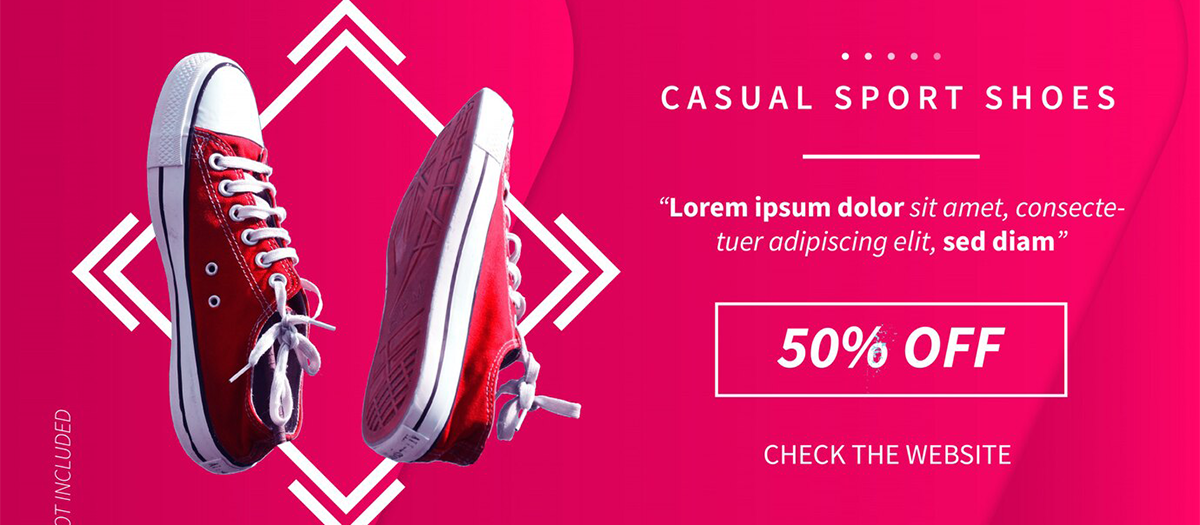 CASUAL SPORT SHOES
“Lorem ipsum dolor sit amet, consecte-
tuer adipiscing elit, sed diam”
50% OFF
CHECK THE WEBSITE
INCLUDED